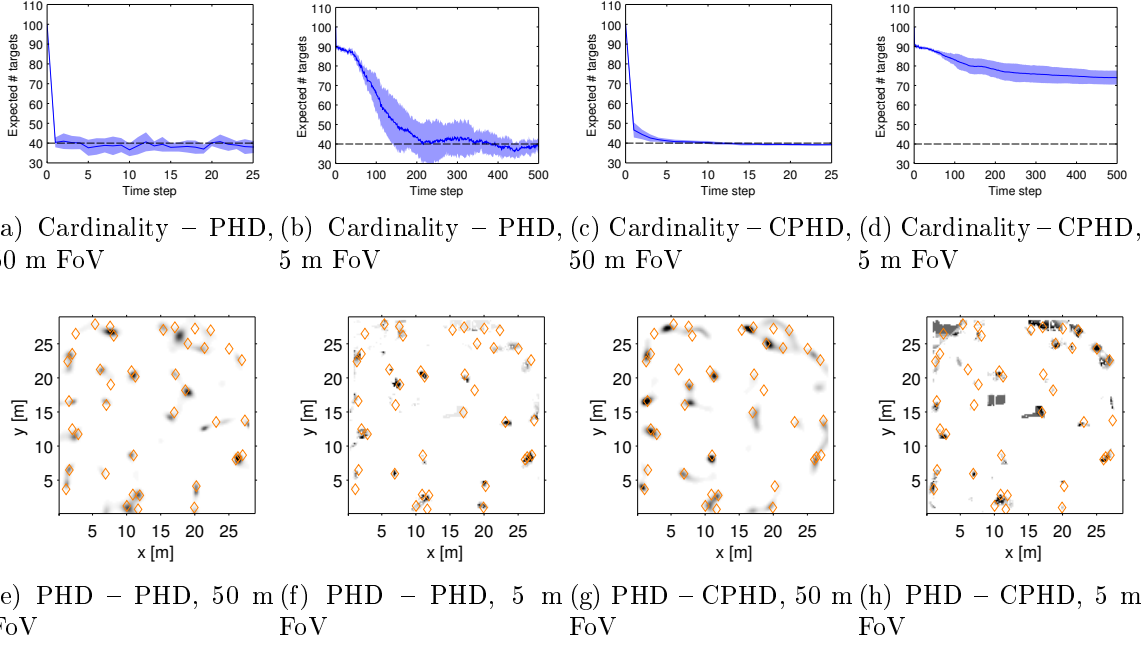 110 110 110 110
100 100 100 100
90 90 90 90
80 80 80 80
70 70 70 70
60 60 60 60
50 50 50 50
40 40 40 40
30 30 30 30
Expected # targets Expected # targets Expected # targets Expected # targets
0 5 10 15 20 25 0 100 200 300 400 500 0 5 10 15 20 25 0 100 200 300 400 500
Time step Time step Time step Time step
a) Cardinality – PHD, (b) Cardinality – PHD, (c) Cardinality – CPHD, (d) Cardinality – CPHD,
50 m FoV 5 m FoV 50 m FoV 5 m FoV
25 25 25 25
20 20 20 20
15 15 15 15
10 10 10 10
5 5 5 5
y [m] y [m] y [m] y [m]
5 10 15 20 25 5 10 15 20 25 5 10 15 20 25 5 10 15 20 25
x [m] x [m] x [m] x [m]
e) PHD – PHD, 50 m (f) PHD – PHD, 5 m (g) PHD – CPHD, 50 m (h) PHD – CPHD, 5 m
FoV FoV FoV FoV